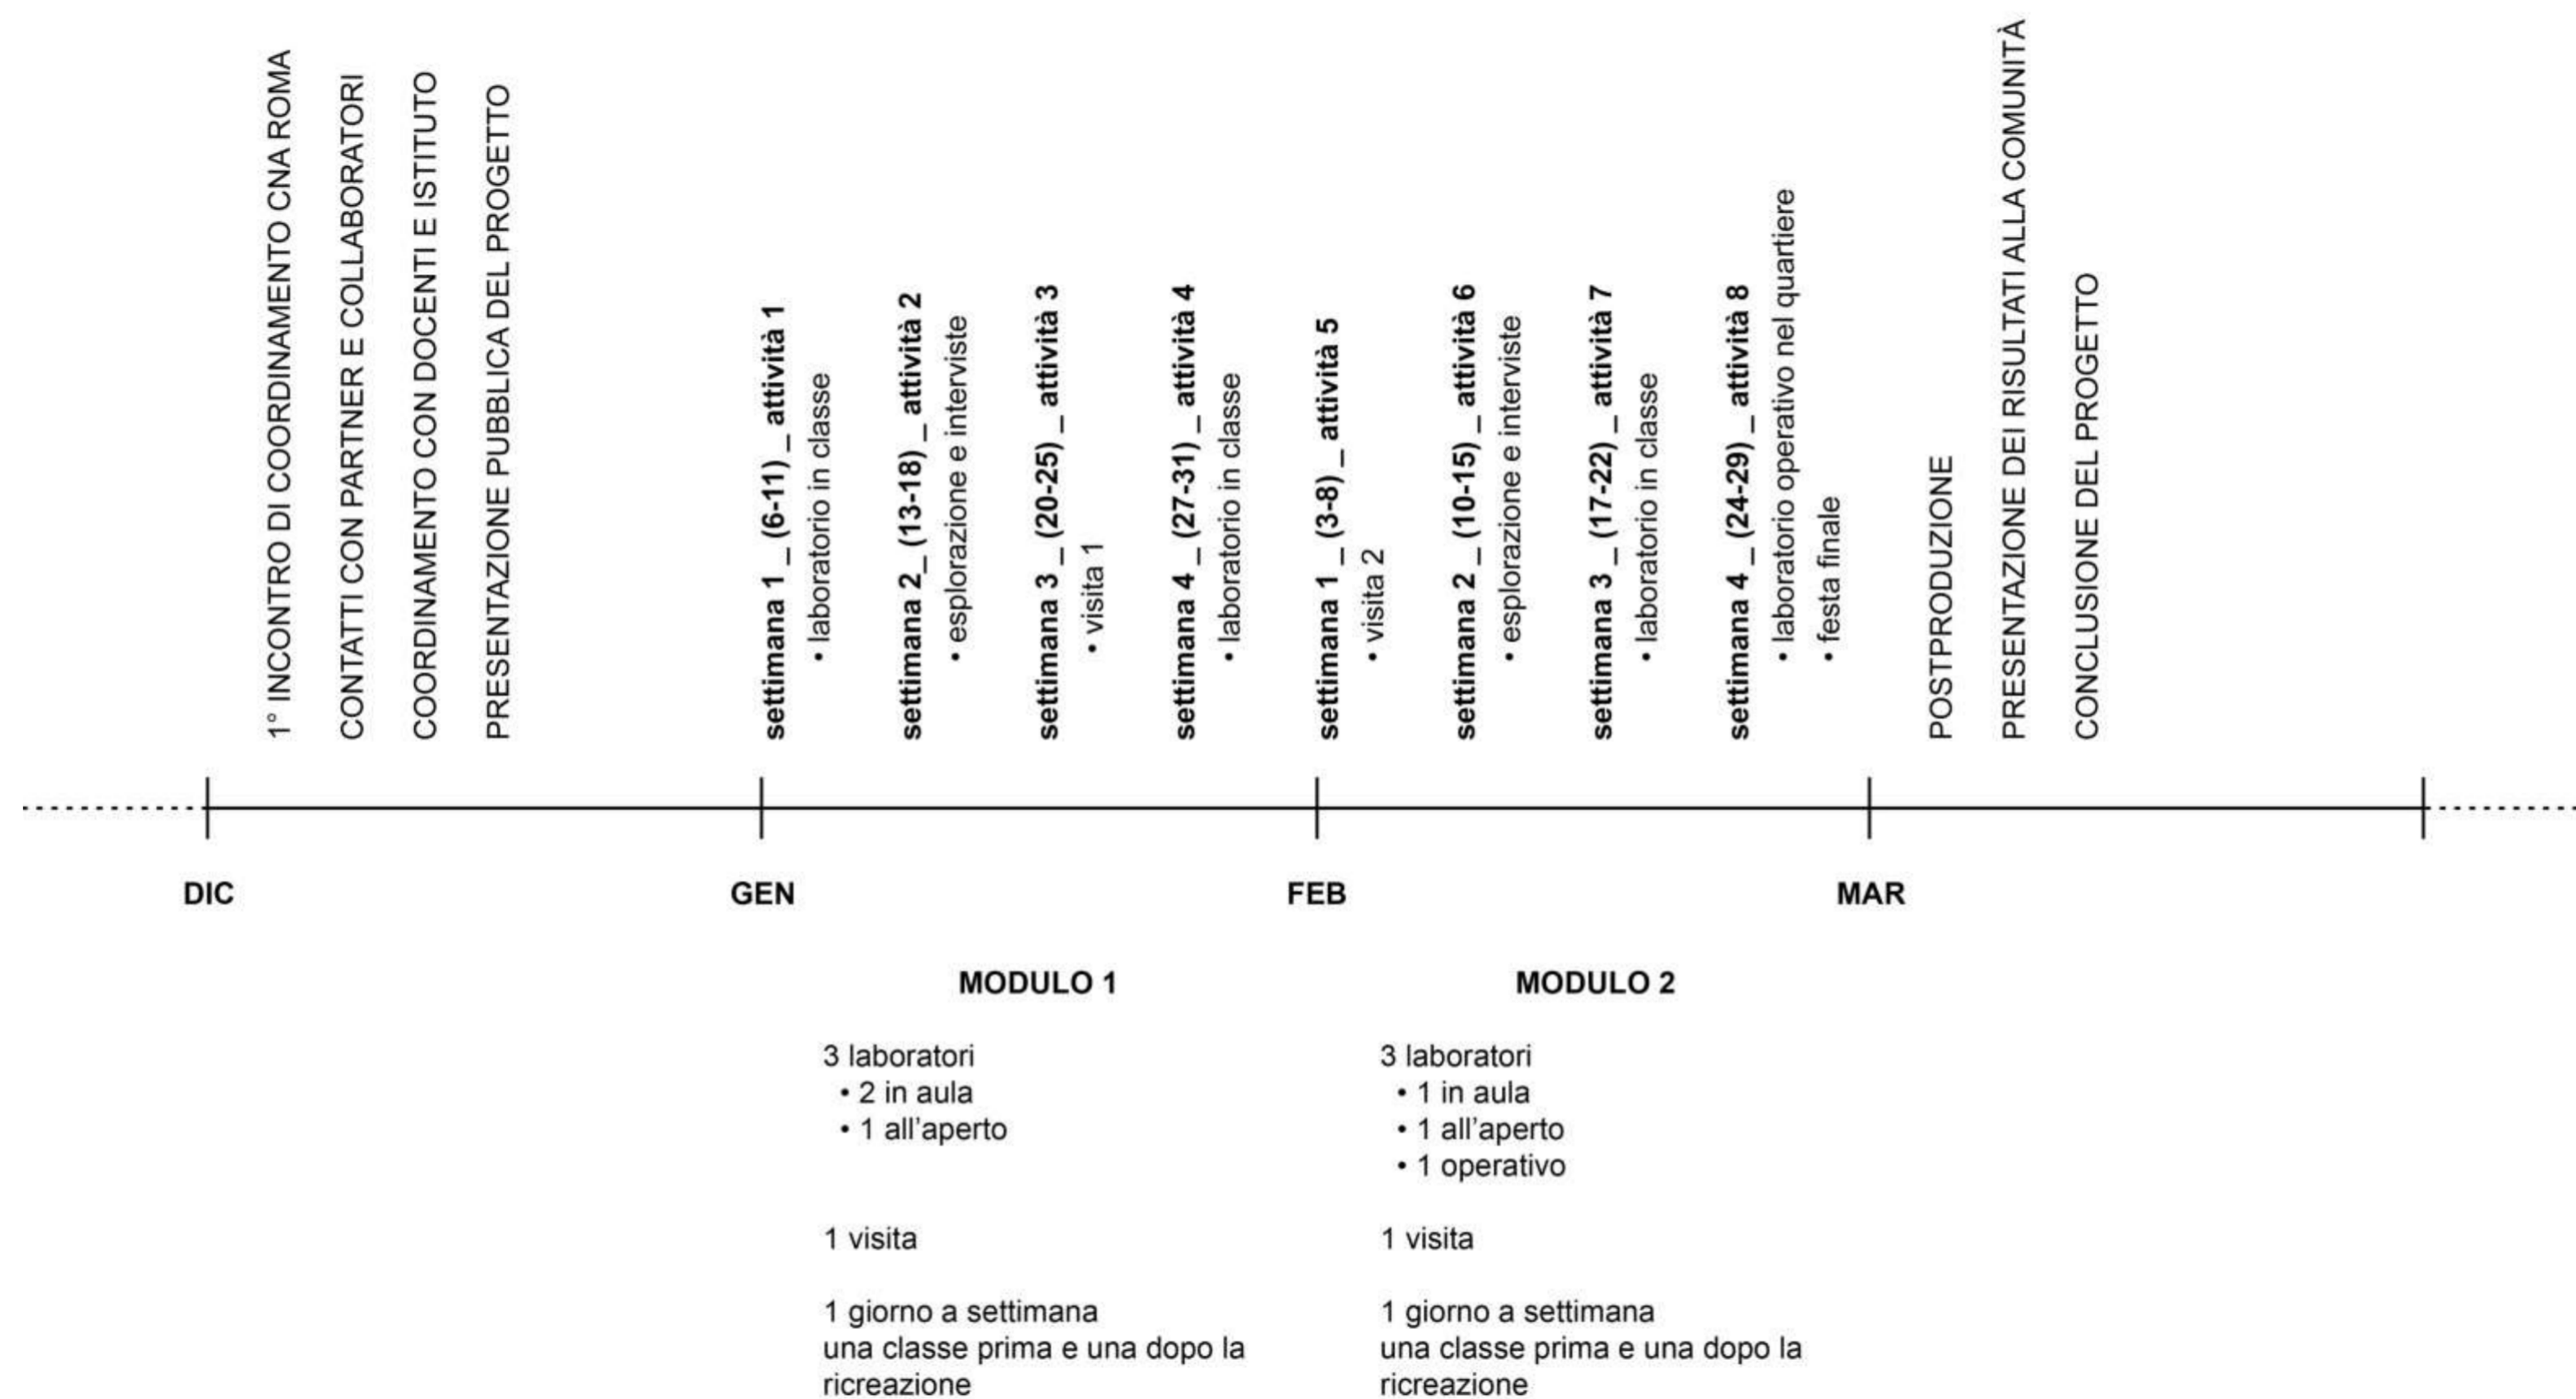 1° INCONTRO DI COORDINAMENTO CNA ROMA
CONTATTI CON PARTNER E COLLABORATORI
COORDINAMENTO CON DOCENTI E ISTITUTO
PRESENTAZIONE PUBBLICA DEL PROGETTO
settimana 1 _ (6-11) _ attività 1
• laboratorio in classe
settimana 2_ (13-18) _ attività 2
• esplorazione e interviste
settimana 3 _ (20-25) _ attività 3
• visita 1
settimana 4 _ (27-31) _ attività 4
• laboratorio in classe
settimana 1 _ (3-8) _ attività 5
• visita 2
settimana 2 _ (10-15) _ attività 6
• esplorazione e interviste
settimana 3 _ (17-22) _ attività 7
• laboratorio in classe
settimana 4 _ (24-29) _ attività 8
• laboratorio operativo nel quartiere
• festa finale
POSTPRODUZIONE
PRESENTAZIONE DEI RISULTATI ALLA COMUNITÀ
CONCLUSIONE DEL PROGETTO
DIC
GEN
FEB
MAR
MODULO 1
3 laboratori
• 2 in aula
• 1 all'aperto
1 visita
1 giorno a settimana
una classe prima e una dopo la
ricreazione
MODULO 2
3 laboratori
• 1 in aula
• 1 all'aperto
• 1 operativo
1 visita
1 giorno a settimana
una classe prima e una dopo la
ricreazione